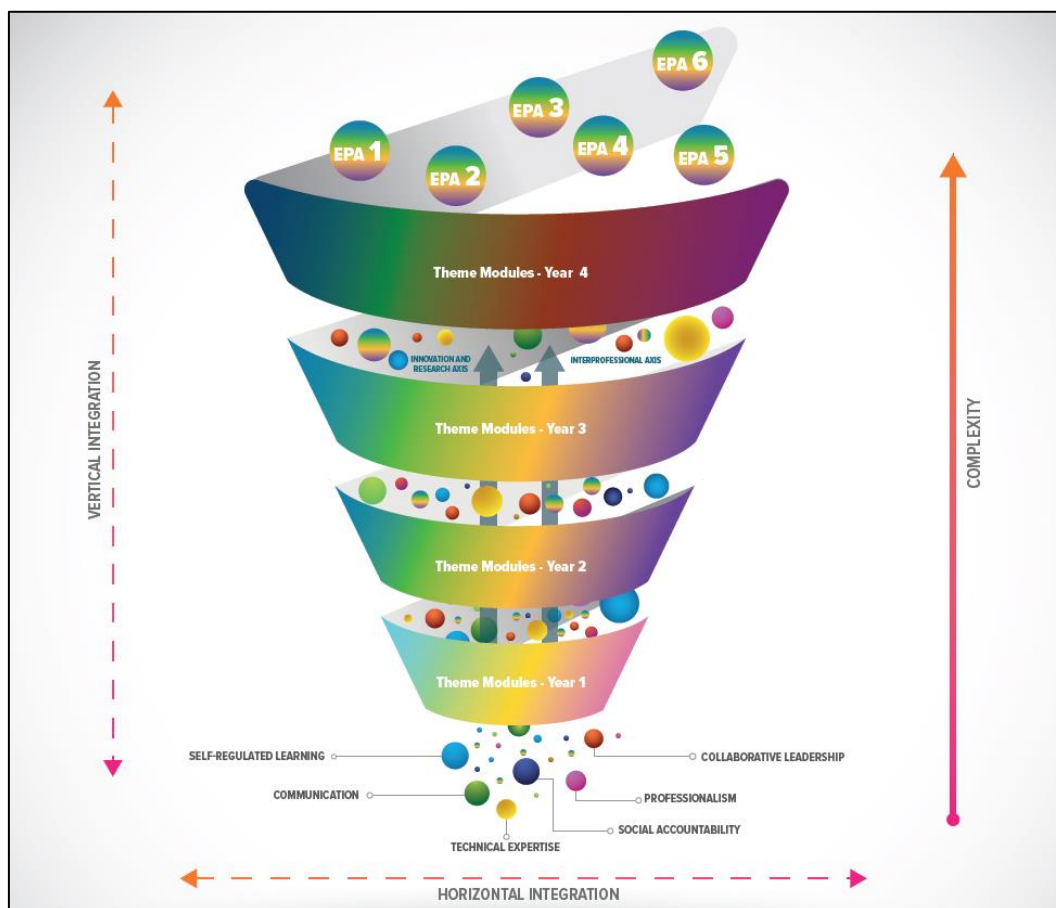 EPA 6
EPA 3
EPA 1
EPA 4
EPA 5
EPA 2
Theme Modules - Year 4
INNOVATION AND
RESEARCH AXIS
INTERPROFESSIONAL AXIS
Theme Modules - Year 3
Theme Modules - Year 2
Theme Modules - Year 1
VERTICAL INTEGRATION
COMPLEXITY
SELF-REGULATED LEARNING
COLLABORATIVE LEADERSHIP
COMMUNICATION
PROFESSIONALISM
SOCIAL ACCOUNTABILITY
TECHNICAL EXPERTISE
HORIZONTAL INTEGRATION